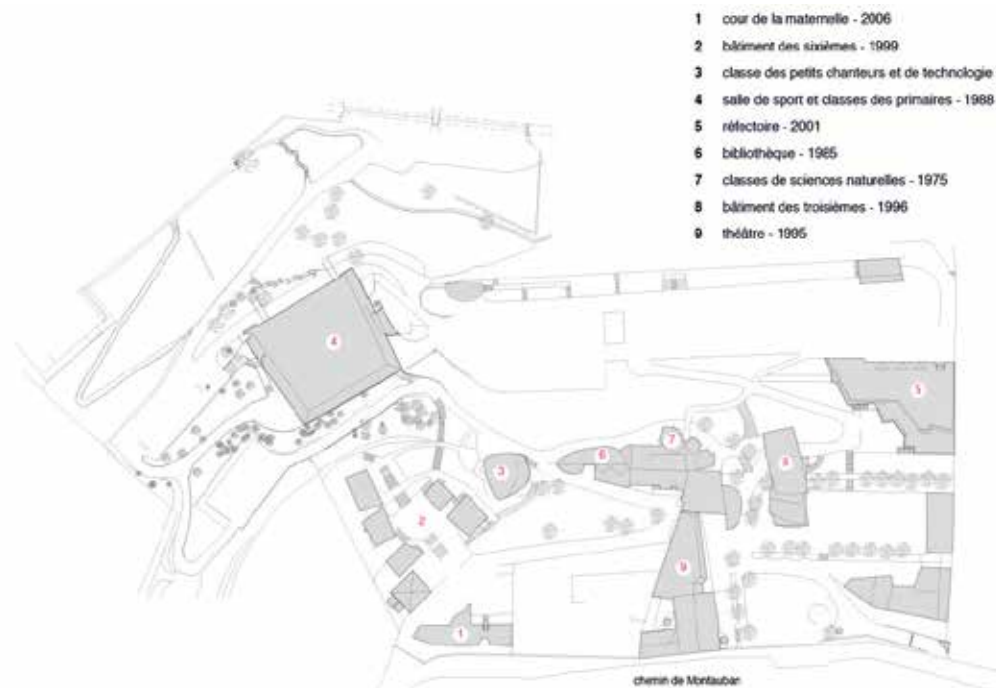 1 cour de la maternelle - 2006
2 bâtiment des sixièmes - 1999
3 classe des petits chanteurs et de technologie
4 salle de sport et classes des primaires - 1988
5 réfectoire - 2001
6 bibliothèque - 1985
7 classes de sciences naturelles - 1975
8 bâtiment des troisièmes - 1996
9 théâtre - 1995
4
5
7
6
8
3
2
9
1
chemin de Montauban